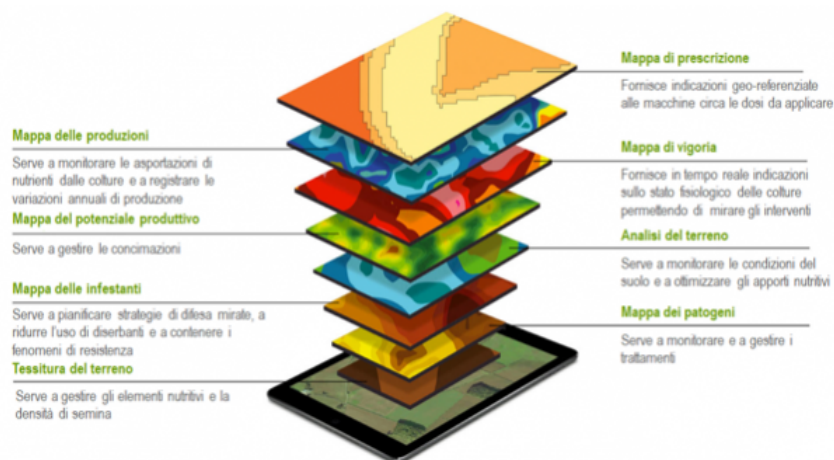 Mappa di prescrizione
Fornisce indicazioni geo-referenziate
alle macchine circa le dosi da applicare
Mappa delle produzioni
Serve a monitorare le asportazioni di
nutrienti dalle colture e a registrare le
variazioni annuali di produzione
Mappa di vigoria
Fornisce in tempo reale indicazioni
sullo stato fisiologico delle colture
permettendo di mirare gli interventi
Mappa del potenziale produttivo
Serve a gestire le concimazioni
Analisi del terreno
Serve a monitorare le condizioni del
suolo e a ottimizzare gli apporti nutritivi
Mappa delle infestanti
Serve a pianificare strategie di difesa mirate, a
ridurre l'uso di diserbanti e a contenere i
fenomeni di resistenza
Mappa dei patogeni
Serve a monitorare e a gestire i
trattamenti
Tessitura del terreno
Serve a gestire gli elementi nutritivi e la
densità di semina